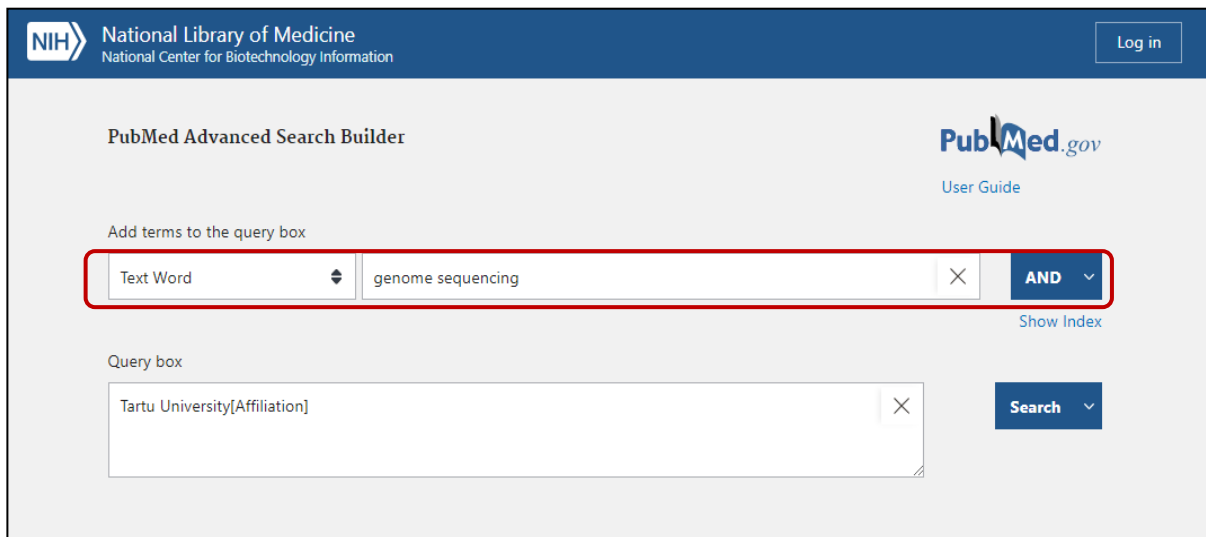 NIH
National Library of Medicine
National Center for Biotechnology Information
Log in
PubMed Advanced Search Builder
PubMed.gov
User Guide
Add terms to the query box
Text Word
genome sequencing
AND
Show Index
Query box
Tartu University[Affiliation]
Search